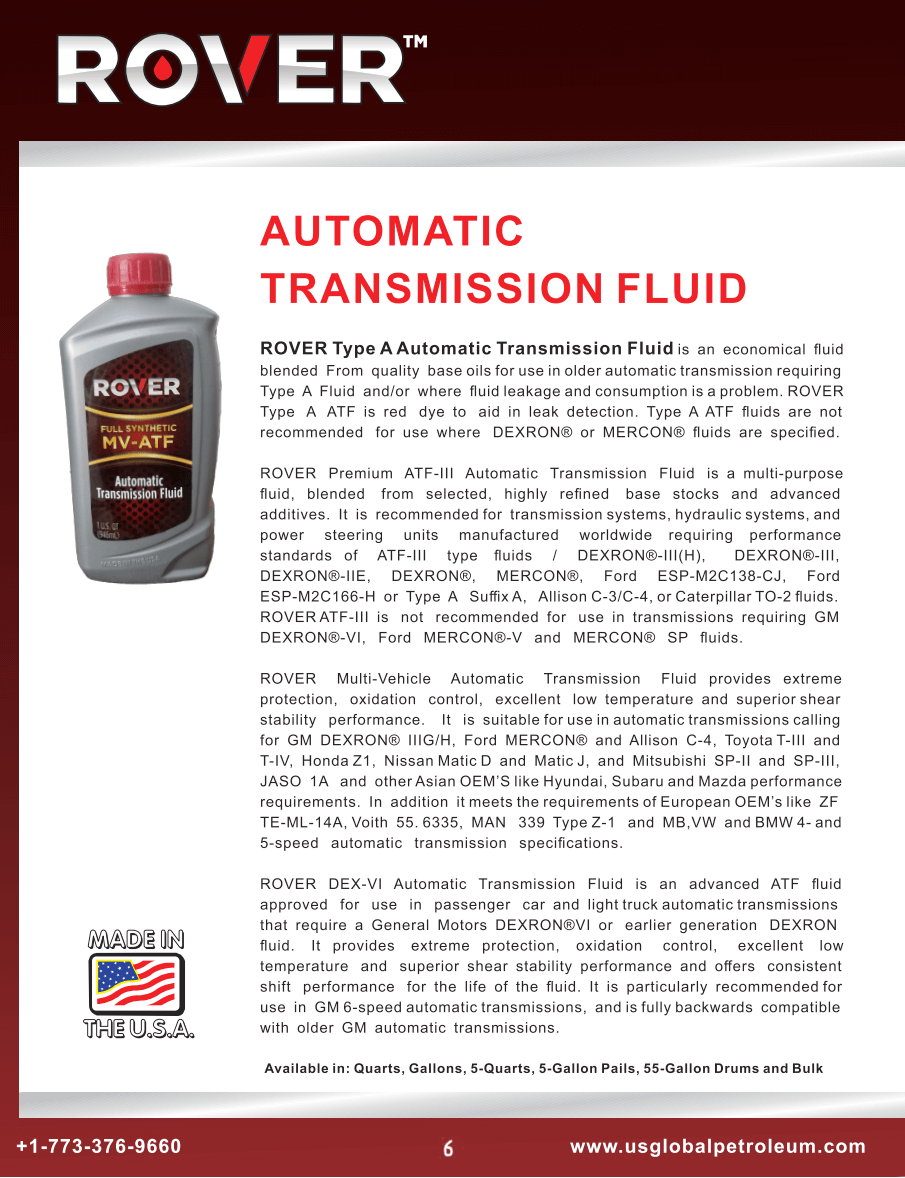 ROVER™
AUTOMATIC
TRANSMISSION FLUID
ROVER Type A Automatic Transmission Fluid is an economical fluid
blended From quality base oils for use in older automatic transmission requiring
Type A Fluid and/or where fluid leakage and consumption is a problem. ROVER
Type A ATF is red dye to aid in leak detection. Type A ATF fluids are not
recommended for use where DEXRON® or MERCON® fluids are specified.
ROVER Premium ATF-III Automatic Transmission Fluid is a multi-purpose
fluid, blended from selected, highly refined base stocks and advanced
additives. It is recommended for transmission systems, hydraulic systems, and
power steering units manufactured worldwide requiring performance
standards of ATF-III type fluids / DEXRON®-III(H), DEXRON®-III,
DEXRON®-IIE, DEXRON®, MERCON®, Ford ESP-M2C138-CJ, Ford
ESP-M2C166-H or Type A Suffix A, Allison C-3/C-4, or Caterpillar TO-2 fluids.
ROVER ATF-III is not recommended for use in transmissions requiring GM
DEXRON®-VI, Ford MERCON®-V and MERCON® SP fluids.
ROVER Multi-Vehicle Automatic Transmission Fluid provides extreme
protection, oxidation control, excellent low temperature and superior shear
stability performance. It is suitable for use in automatic transmissions calling
for GM DEXRON® IIIG/H, Ford MERCON® and Allison C-4, Toyota T-III and
T-IV, Honda Z1, Nissan Matic D and Matic J, and Mitsubishi SP-II and SP-III,
JASO 1A and other Asian OEM'S like Hyundai, Subaru and Mazda performance
requirements. In addition it meets the requirements of European OEM's like ZF
TE-ML-14A, Voith 55. 6335, MAN 339 Type Z-1 and MB,VW and BMW 4- and
5-speed automatic transmission specifications.
ROVER DEX-VI Automatic Transmission Fluid is an advanced ATF fluid
approved for use in passenger car and light truck automatic transmissions
that require a General Motors DEXRON®VI or earlier generation DEXRON
fluid. It provides extreme protection, oxidation control, excellent low
temperature and superior shear stability performance and offers consistent
shift performance for the life of the fluid. It is particularly recommended for
use in GM 6-speed automatic transmissions, and is fully backwards compatible
with older GM automatic transmissions.
Available in: Quarts, Gallons, 5-Quarts, 5-Gallon Pails, 55-Gallon Drums and Bulk
ROVER
FULL SYNTHETIC
MV-ATF
Automatic
Transmission Fluid
1 U.S. QT
(946mL)
MADE IN THE USA
MADE IN
THE U.S.A.
+1-773-376-9660
6
www.usglobalpetroleum.com